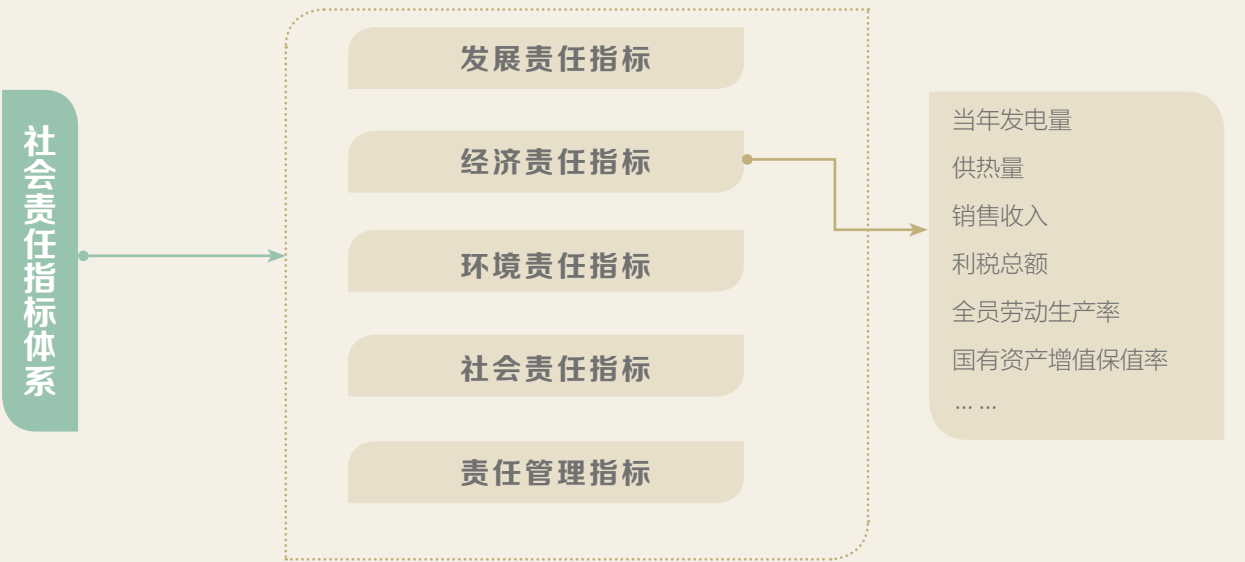 社会责任指标体系
发展责任指标
经济责任指标
环境责任指标
社会责任指标
责任管理指标
当年发电量
供热量
销售收入
利税总额
全员劳动生产率
国有资产增值保值率
... ...